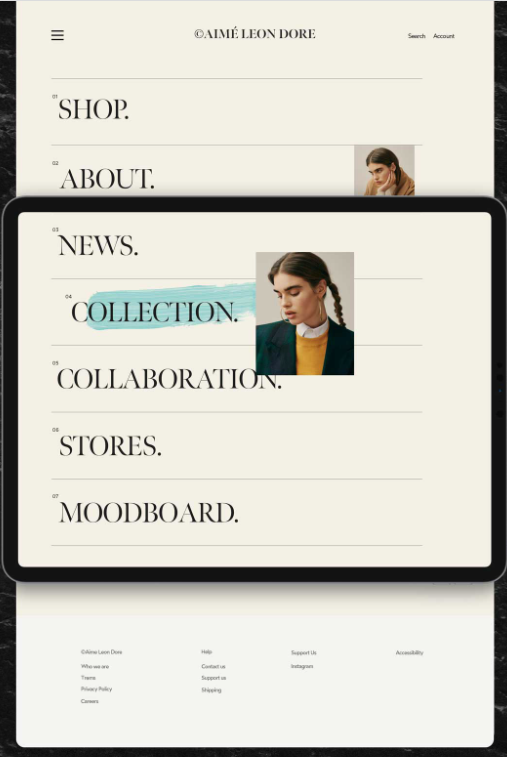 ©AIMÉ LEON DORE
Search Account
01
SHOP.
02
ABOUT.
03
NEWS.
04
COLLECTION.
05
COLLABORATION.
06
STORES.
07
MOODBOARD.
©Aime Leon Dore
Who we are
Teams
Privacy Policy
Careers
Help
Contact us
Support us
Shipping
Support Us
Instagram
Accessibility